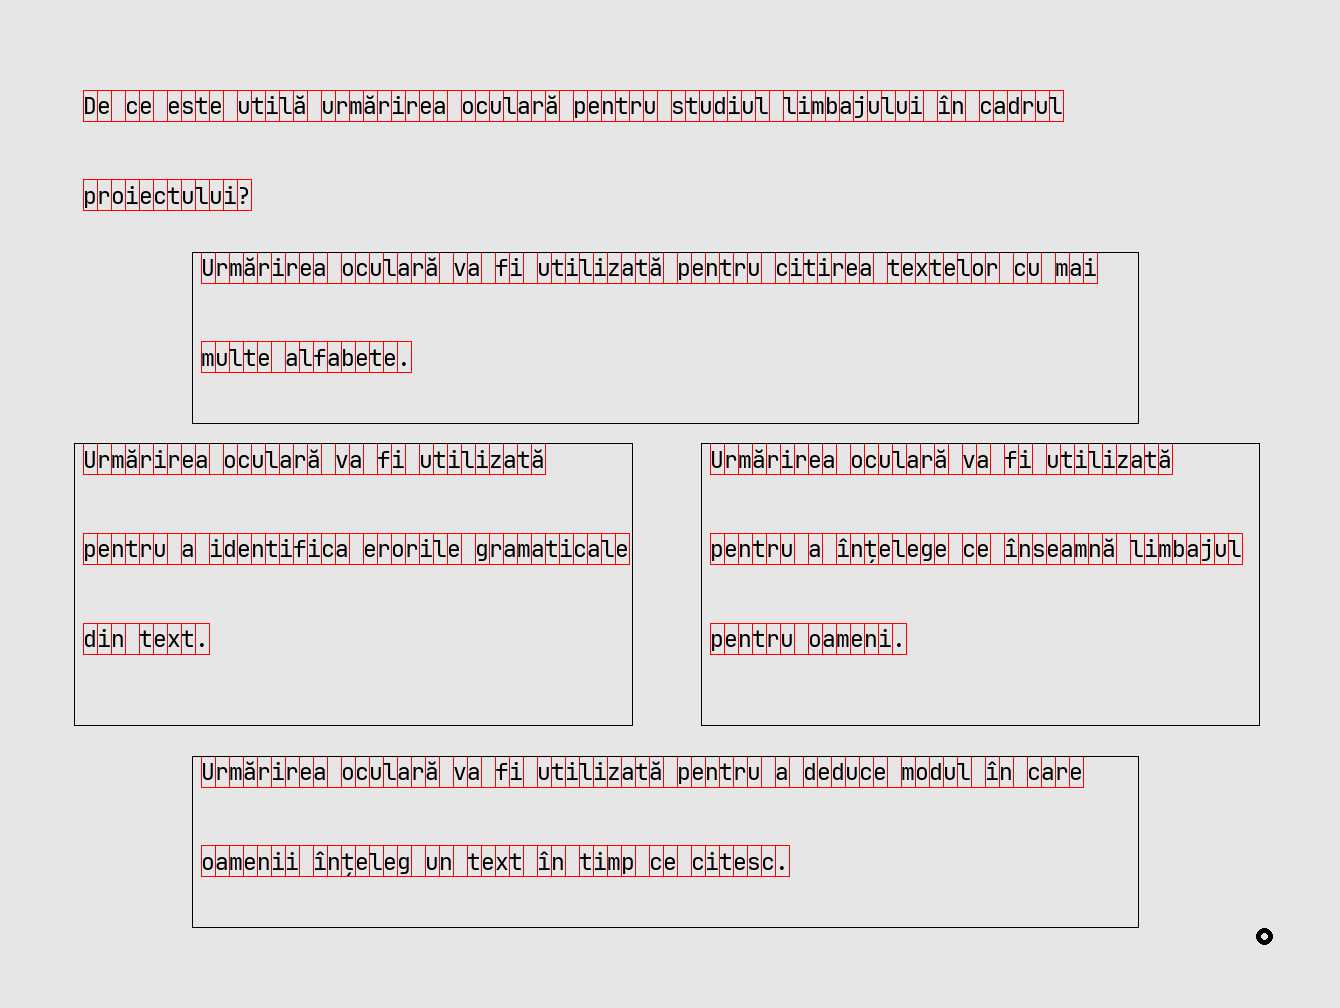 De ce este utilă urmărirea oculară pentru studiul limbajului în cadrul
proiectului?
Urmărirea oculară va fi utilizată pentru citirea textelor cu mai
multe alfabete.
Urmărirea oculară va fi utilizată
pentru a identifica erorile gramaticale
din text.
Urmărirea oculară va fi utilizată
pentru a înțelege ce înseamnă limbajul
pentru oameni.
Urmărirea oculară va fi utilizată pentru a deduce modul în care
oamenii înțeleg un text în timp ce citesc.